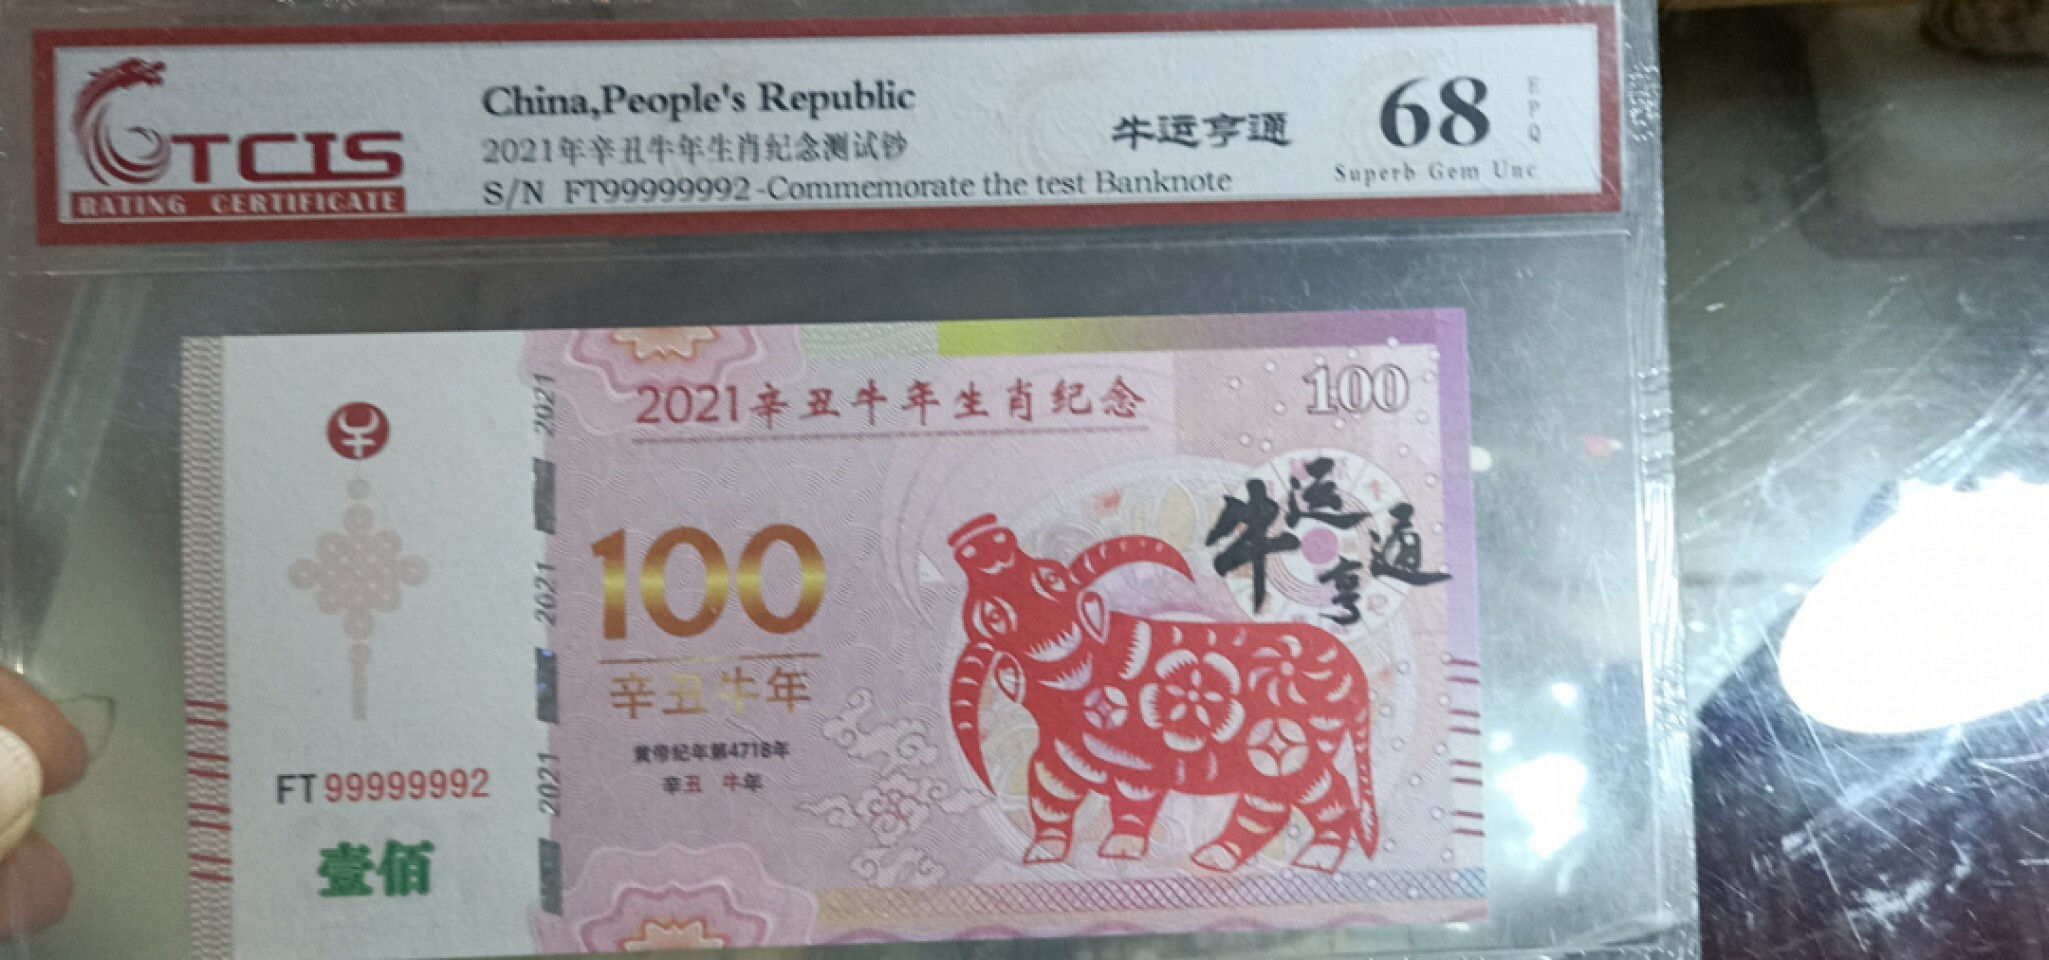 TCIS
RATING CERTIFICATE
China,People's Republic
2021年辛丑牛年生肖纪念测试钞
S/N FT99999992-Commemorate the test Banknote
牛运亨通
68
EPQ
Superb Gem Unc
2021辛丑牛年生肖纪念
100
牛运亨通
2021
2021
2021
100
辛丑牛年
黄帝纪年第4718年
辛丑 牛年
FT99999992
壹佰